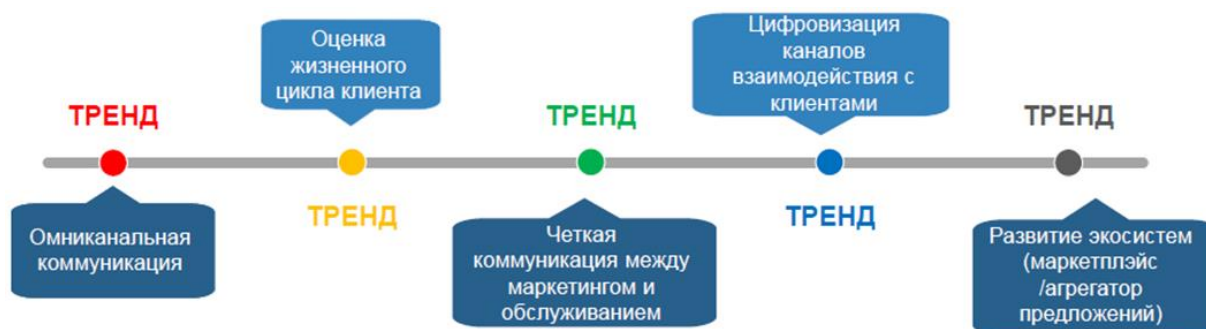 ТРЕНД
Омниканальная
коммуникация
Оценка
жизненного
цикла клиента
ТРЕНД
ТРЕНД
Четкая
коммуникация между
маркетингом и
обслуживанием
Цифровизация
каналов
взаимодействия с
клиентами
ТРЕНД
ТРЕНД
Развитие экосистем
(маркетплэйс
/агрегатор
предложений)